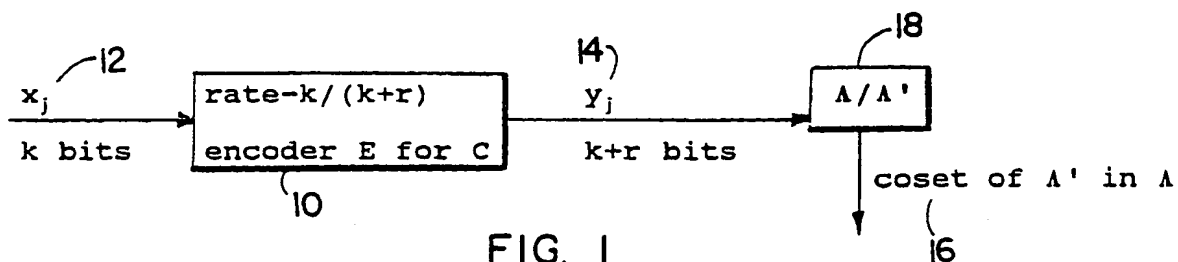 12
14
18
x_j
rate-k/(k+r)
y_j
Λ/Λ'
k bits
encoder E for C
k+r bits
coset of Λ' in Λ
10
16
FIG. 1